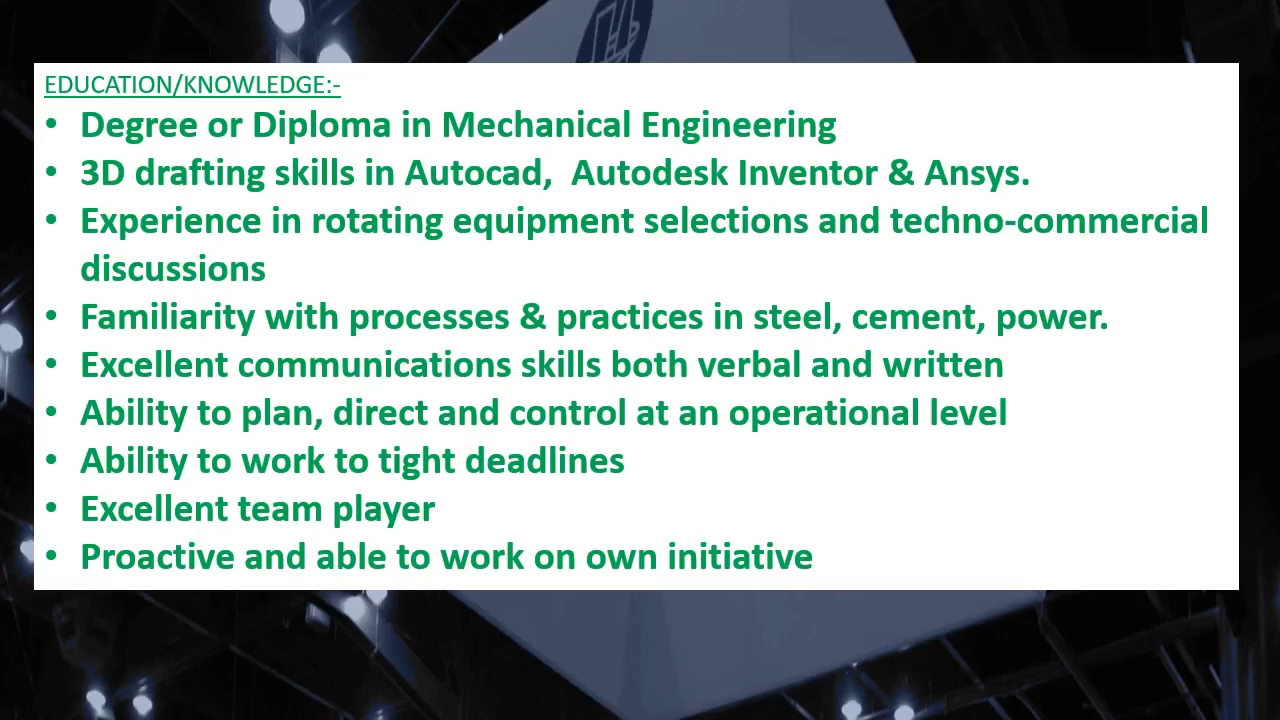 EDUCATION/KNOWLEDGE:-
• Degree or Diploma in Mechanical Engineering
• 3D drafting skills in Autocad,  Autodesk Inventor & Ansys.
• Experience in rotating equipment selections and techno-commercial
discussions
• Familiarity with processes & practices in steel, cement, power.
• Excellent communications skills both verbal and written
• Ability to plan, direct and control at an operational level
• Ability to work to tight deadlines
• Excellent team player
• Proactive and able to work on own initiative